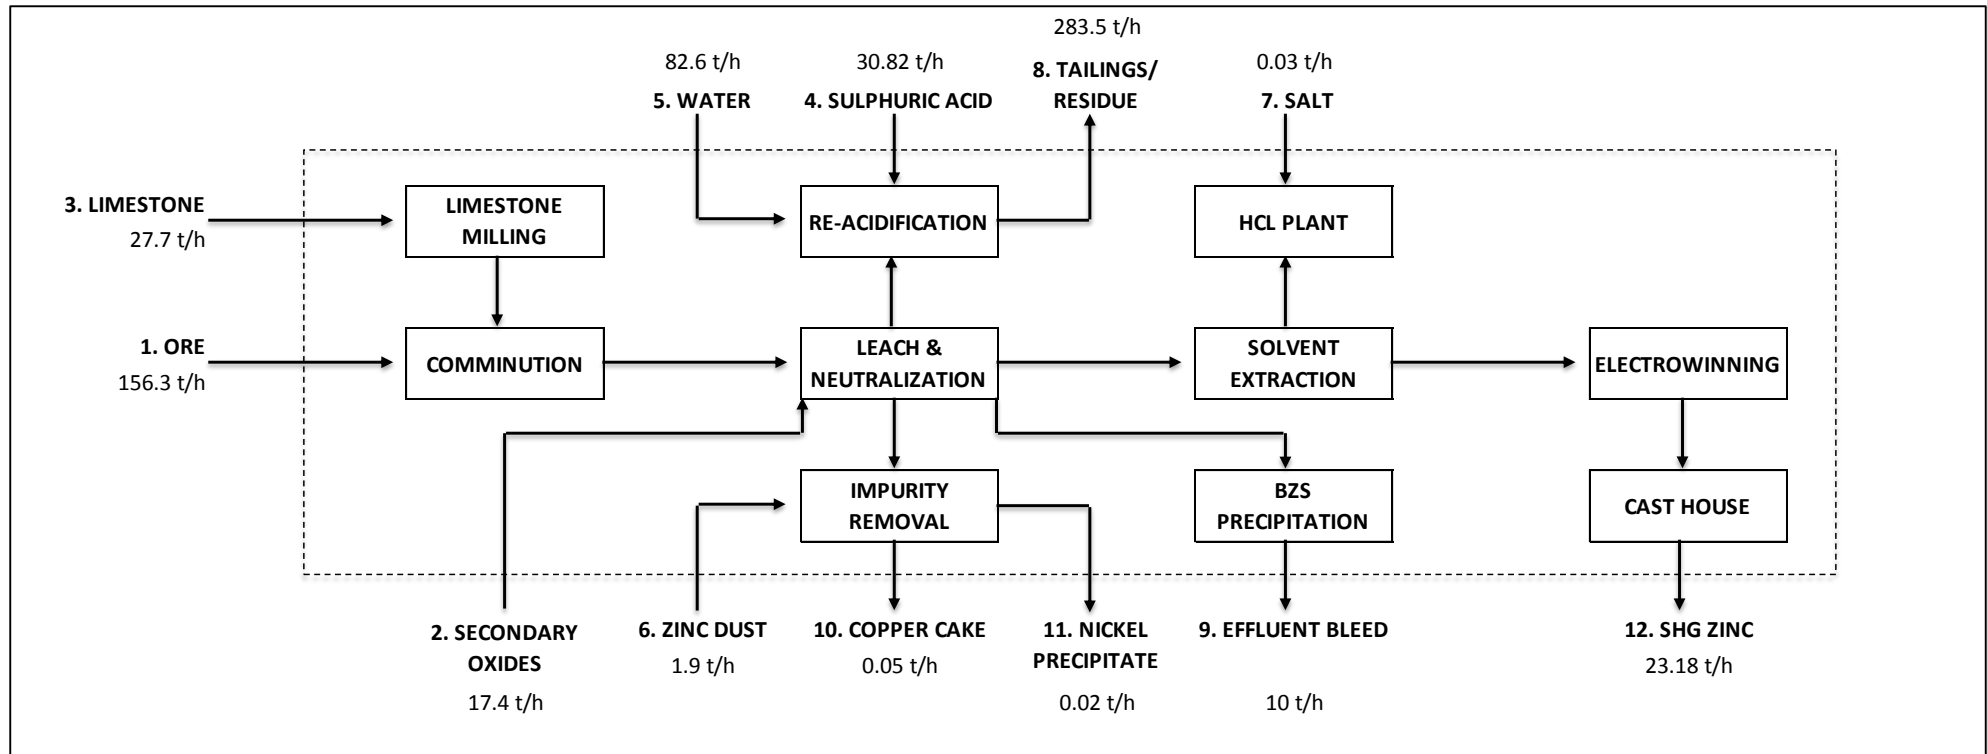 283.5 t/h
82.6 t/h
30.82 t/h
8. TAILINGS/
0.03 t/h
5. WATER
4. SULPHURIC ACID
RESIDUE
7. SALT
3. LIMESTONE
27.7 t/h
LIMESTONE
MILLING
RE-ACIDIFICATION
HCL PLANT
1. ORE
156.3 t/h
COMMINUTION
LEACH &
NEUTRALIZATION
SOLVENT
EXTRACTION
ELECTROWINNING
IMPURITY
REMOVAL
BZS
PRECIPITATION
CAST HOUSE
2. SECONDARY
OXIDES
17.4 t/h
6. ZINC DUST
1.9 t/h
10. COPPER CAKE
0.05 t/h
11. NICKEL
PRECIPITATE
0.02 t/h
9. EFFLUENT BLEED
10 t/h
12. SHG ZINC
23.18 t/h